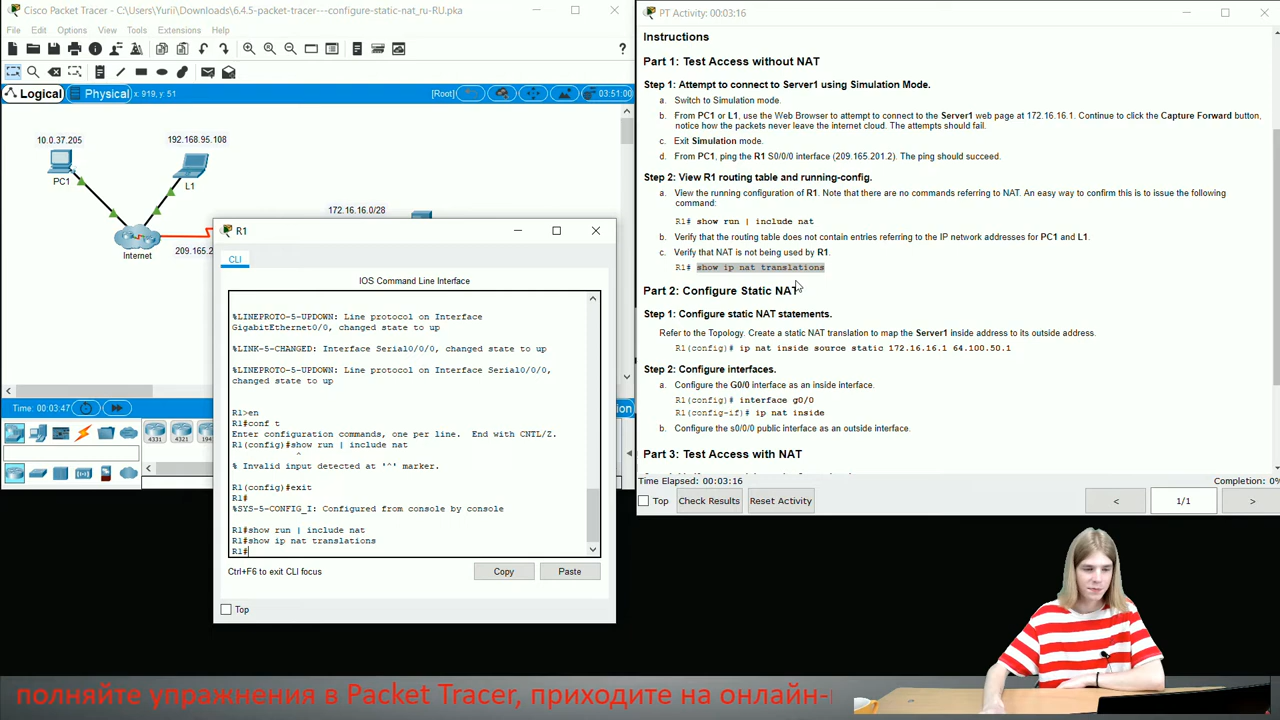 Cisco Packet Tracer - C:\Users\Yurii\Downloads\6.4.5-packet-tracer---configure-static-nat_ru-RU.pka
File Edit Options View Tools Extensions Help
?
Logical Physical x: 919, y: 51 [Root] 03:51:00
10.0.37.205
192.168.95.108
PC1
L1
172.16.16.0/28
Internet
209.165.2
Time: 00:03:47
4331 4321 194
R1
CLI
IOS Command Line Interface
%LINEPROTO-5-UPDOWN: Line protocol on Interface
GigabitEthernet0/0, changed state to up
%LINK-5-CHANGED: Interface Serial0/0/0, changed state to up
%LINEPROTO-5-UPDOWN: Line protocol on Interface Serial0/0/0,
changed state to up
R1>en
R1#conf t
Enter configuration commands, one per line.  End with CNTL/Z.
R1(config)#show run | include nat
^
% Invalid input detected at '^' marker.
R1(config)#exit
R1#
%SYS-5-CONFIG_I: Configured from console by console
R1#show run | include nat
R1#show ip nat translations
R1#
Ctrl+F6 to exit CLI focus
Copy
Paste
Top
PT Activity: 00:03:16
Instructions
Part 1: Test Access without NAT
Step 1: Attempt to connect to Server1 using Simulation Mode.
a. Switch to Simulation mode.
b. From PC1 or L1, use the Web Browser to attempt to connect to the Server1 web page at 172.16.16.1. Continue to click the Capture Forward button,
notice how the packets never leave the internet cloud. The attempts should fail.
c. Exit Simulation mode.
d. From PC1, ping the R1 S0/0/0 interface (209.165.201.2). The ping should succeed.
Step 2: View R1 routing table and running-config.
a. View the running configuration of R1. Note that there are no commands referring to NAT. An easy way to confirm this is to issue the following
command:
R1# show run | include nat
b. Verify that the routing table does not contain entries referring to the IP network addresses for PC1 and L1.
c. Verify that NAT is not being used by R1.
R1# show ip nat translations
Part 2: Configure Static NAT
Step 1: Configure static NAT statements.
Refer to the Topology. Create a static NAT translation to map the Server1 inside address to its outside address.
R1(config)# ip nat inside source static 172.16.16.1 64.100.50.1
Step 2: Configure interfaces.
a. Configure the G0/0 interface as an inside interface.
R1(config)# interface g0/0
R1(config-if)# ip nat inside
b. Configure the s0/0/0 public interface as an outside interface.
Part 3: Test Access with NAT
Time Elapsed: 00:03:16
Completion: 0%
Top
Check Results
Reset Activity
<
1/1
>
полняйте упражнения в Packet Tracer, приходите на онлайн-